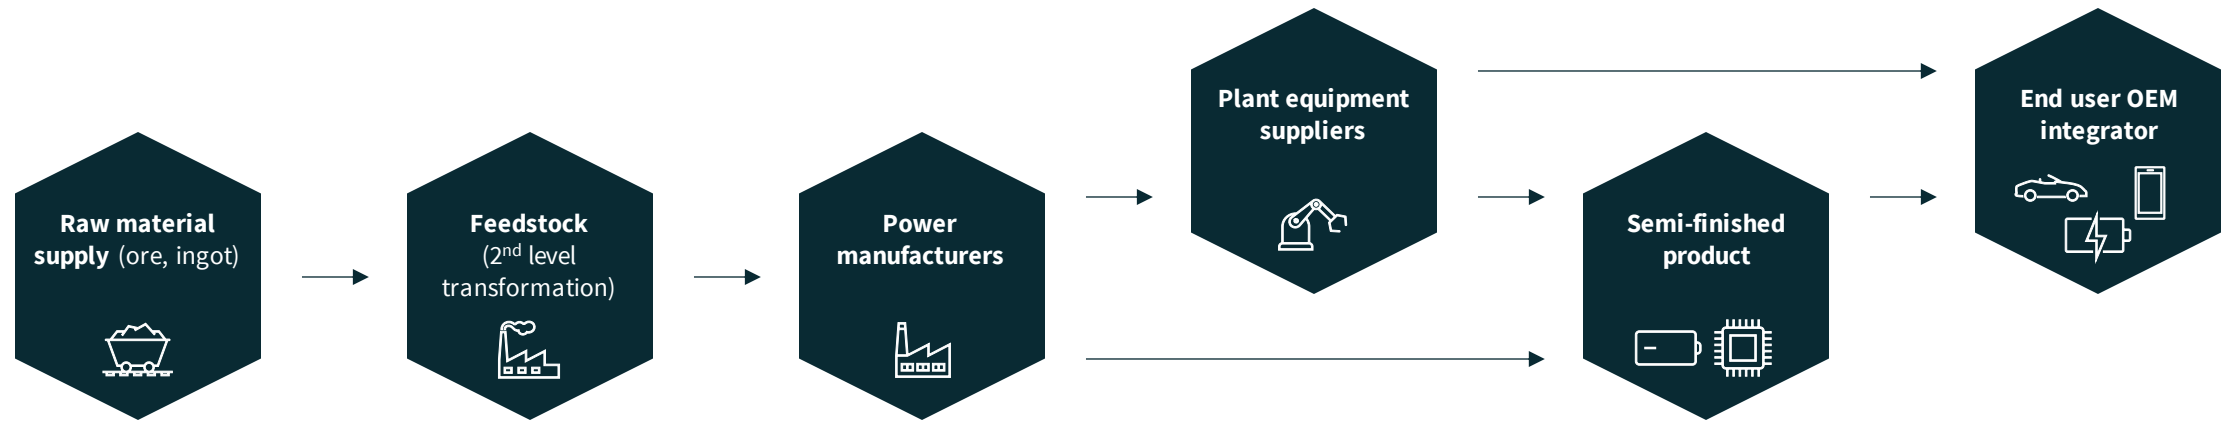 Raw material
supply (ore, ingot)
Feedstock
(2nd level
transformation)
Power
manufacturers
Plant equipment
suppliers
Semi-finished
product
End user OEM
integrator